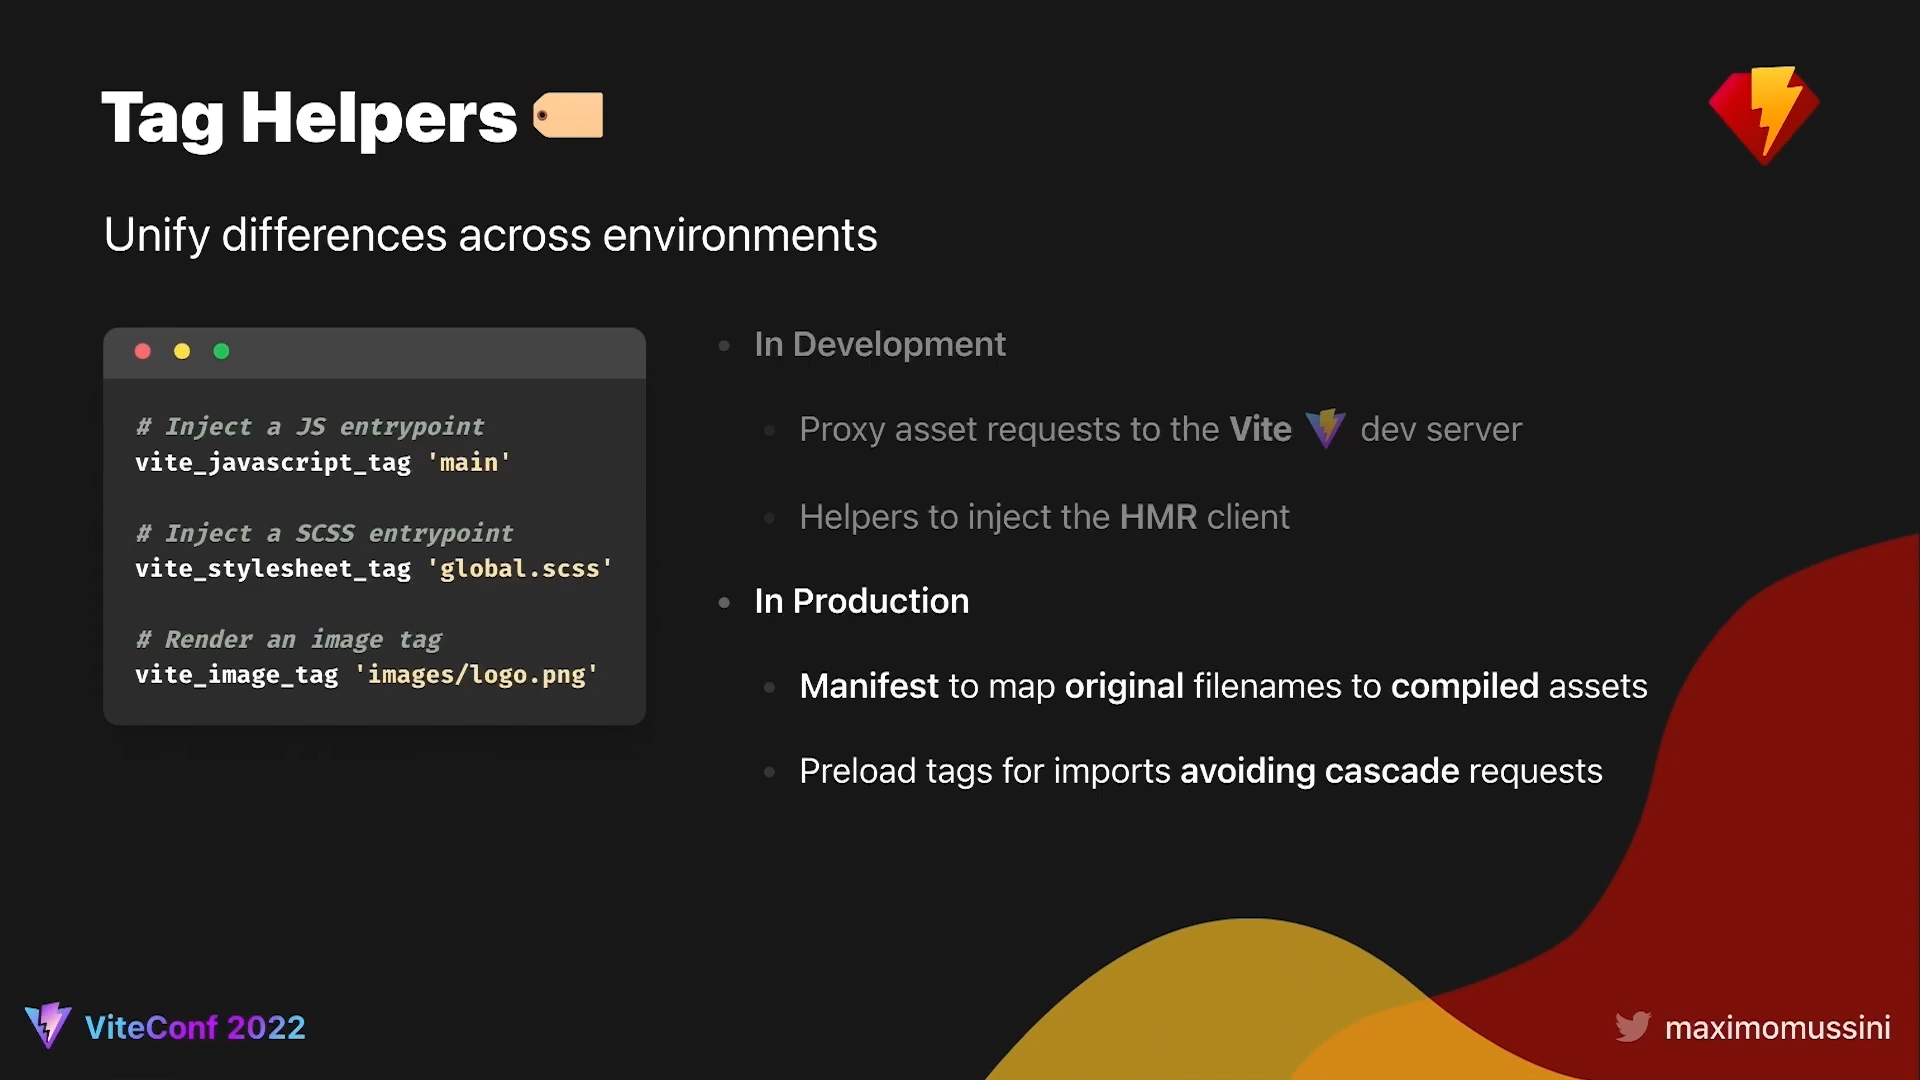 Tag Helpers
Unify differences across environments
# Inject a JS entrypoint
vite_javascript_tag 'main'
# Inject a SCSS entrypoint
vite_stylesheet_tag 'global.scss'
# Render an image tag
vite_image_tag 'images/logo.png'
In Development
Proxy asset requests to the Vite dev server
Helpers to inject the HMR client
In Production
Manifest to map original filenames to compiled assets
Preload tags for imports avoiding cascade requests
ViteConf 2022
maximomussini